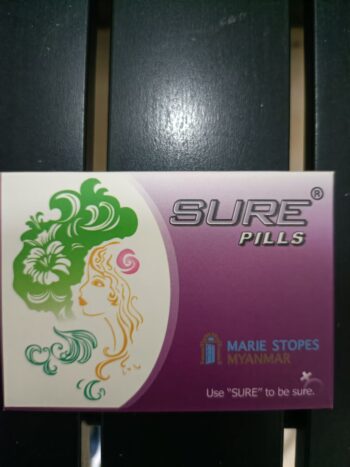 SURE®
PILLS
MARIE STOPES
MYANMAR
Use "SURE" to be sure.